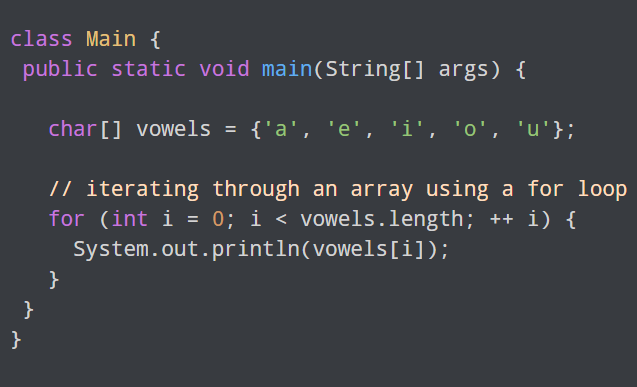 class Main {
 public static void main(String[] args) {
   char[] vowels = {'a', 'e', 'i', 'o', 'u'};
   // iterating through an array using a for loop
   for (int i = 0; i < vowels.length; ++ i) {
     System.out.println(vowels[i]);
   }
 }
}